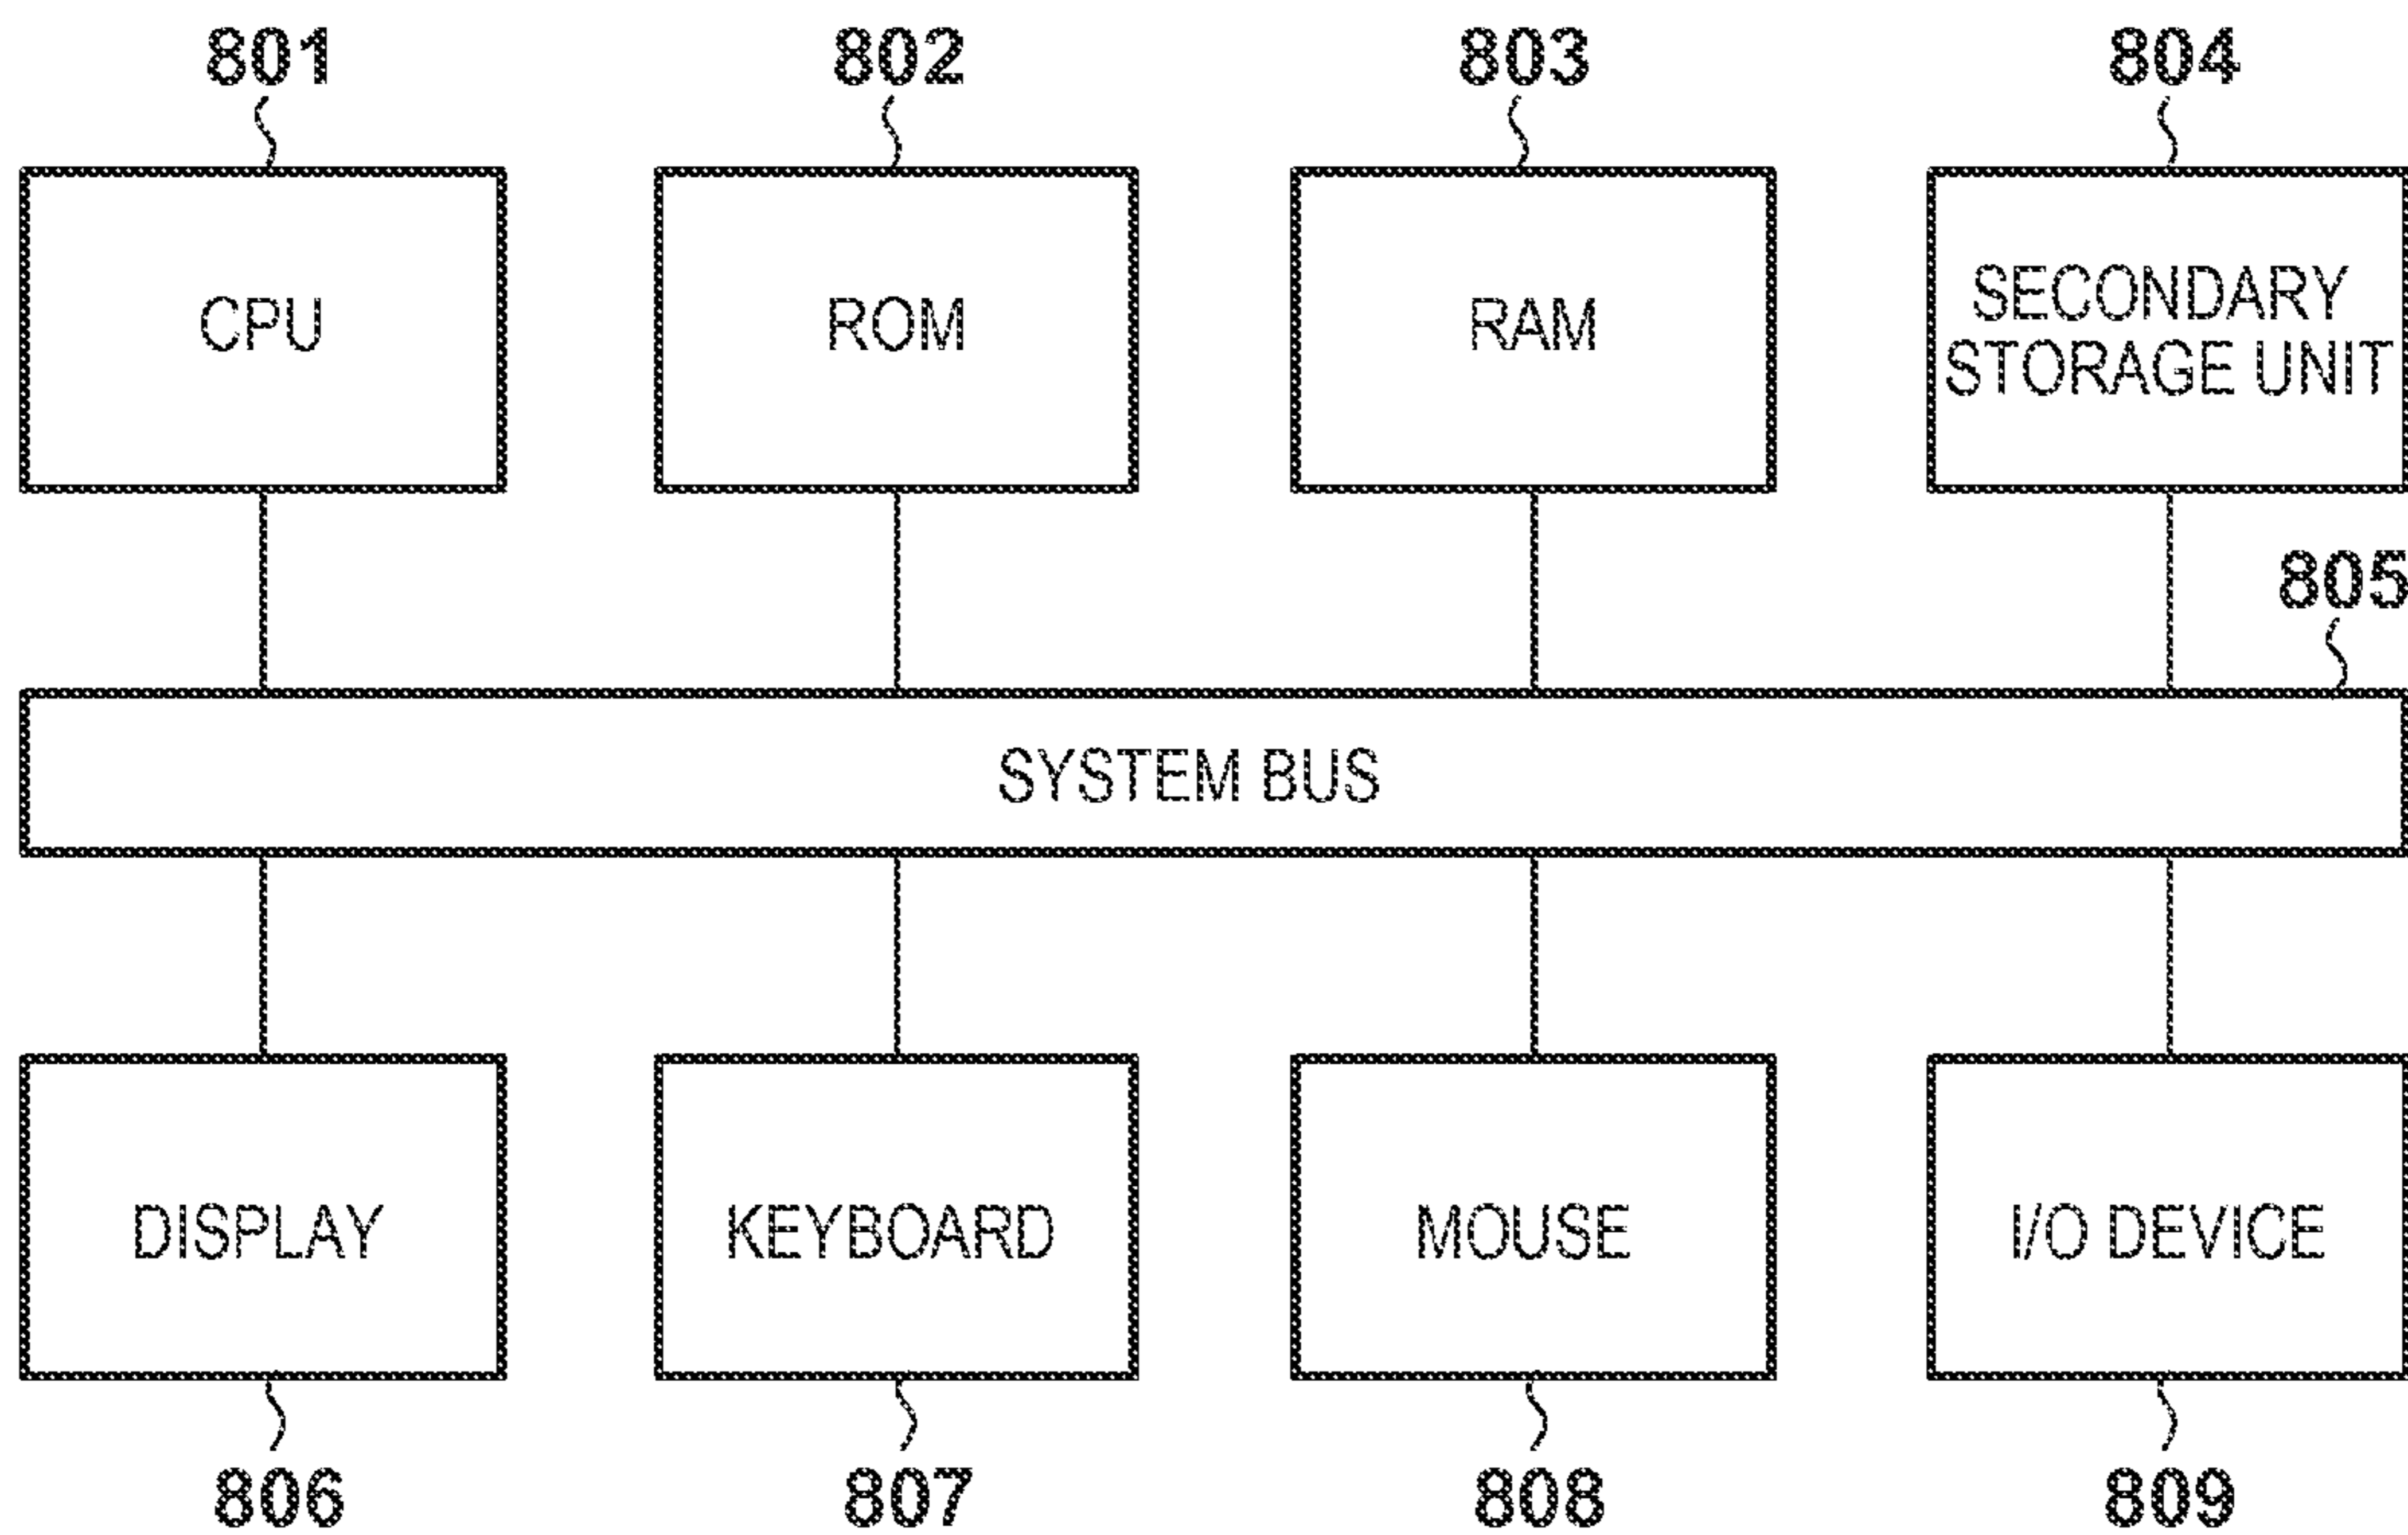 801 802 803 804
CPU ROM RAM SECONDARY
STORAGE UNIT
805
SYSTEM BUS
DISPLAY KEYBOARD MOUSE I/O DEVICE
806 807 808 809